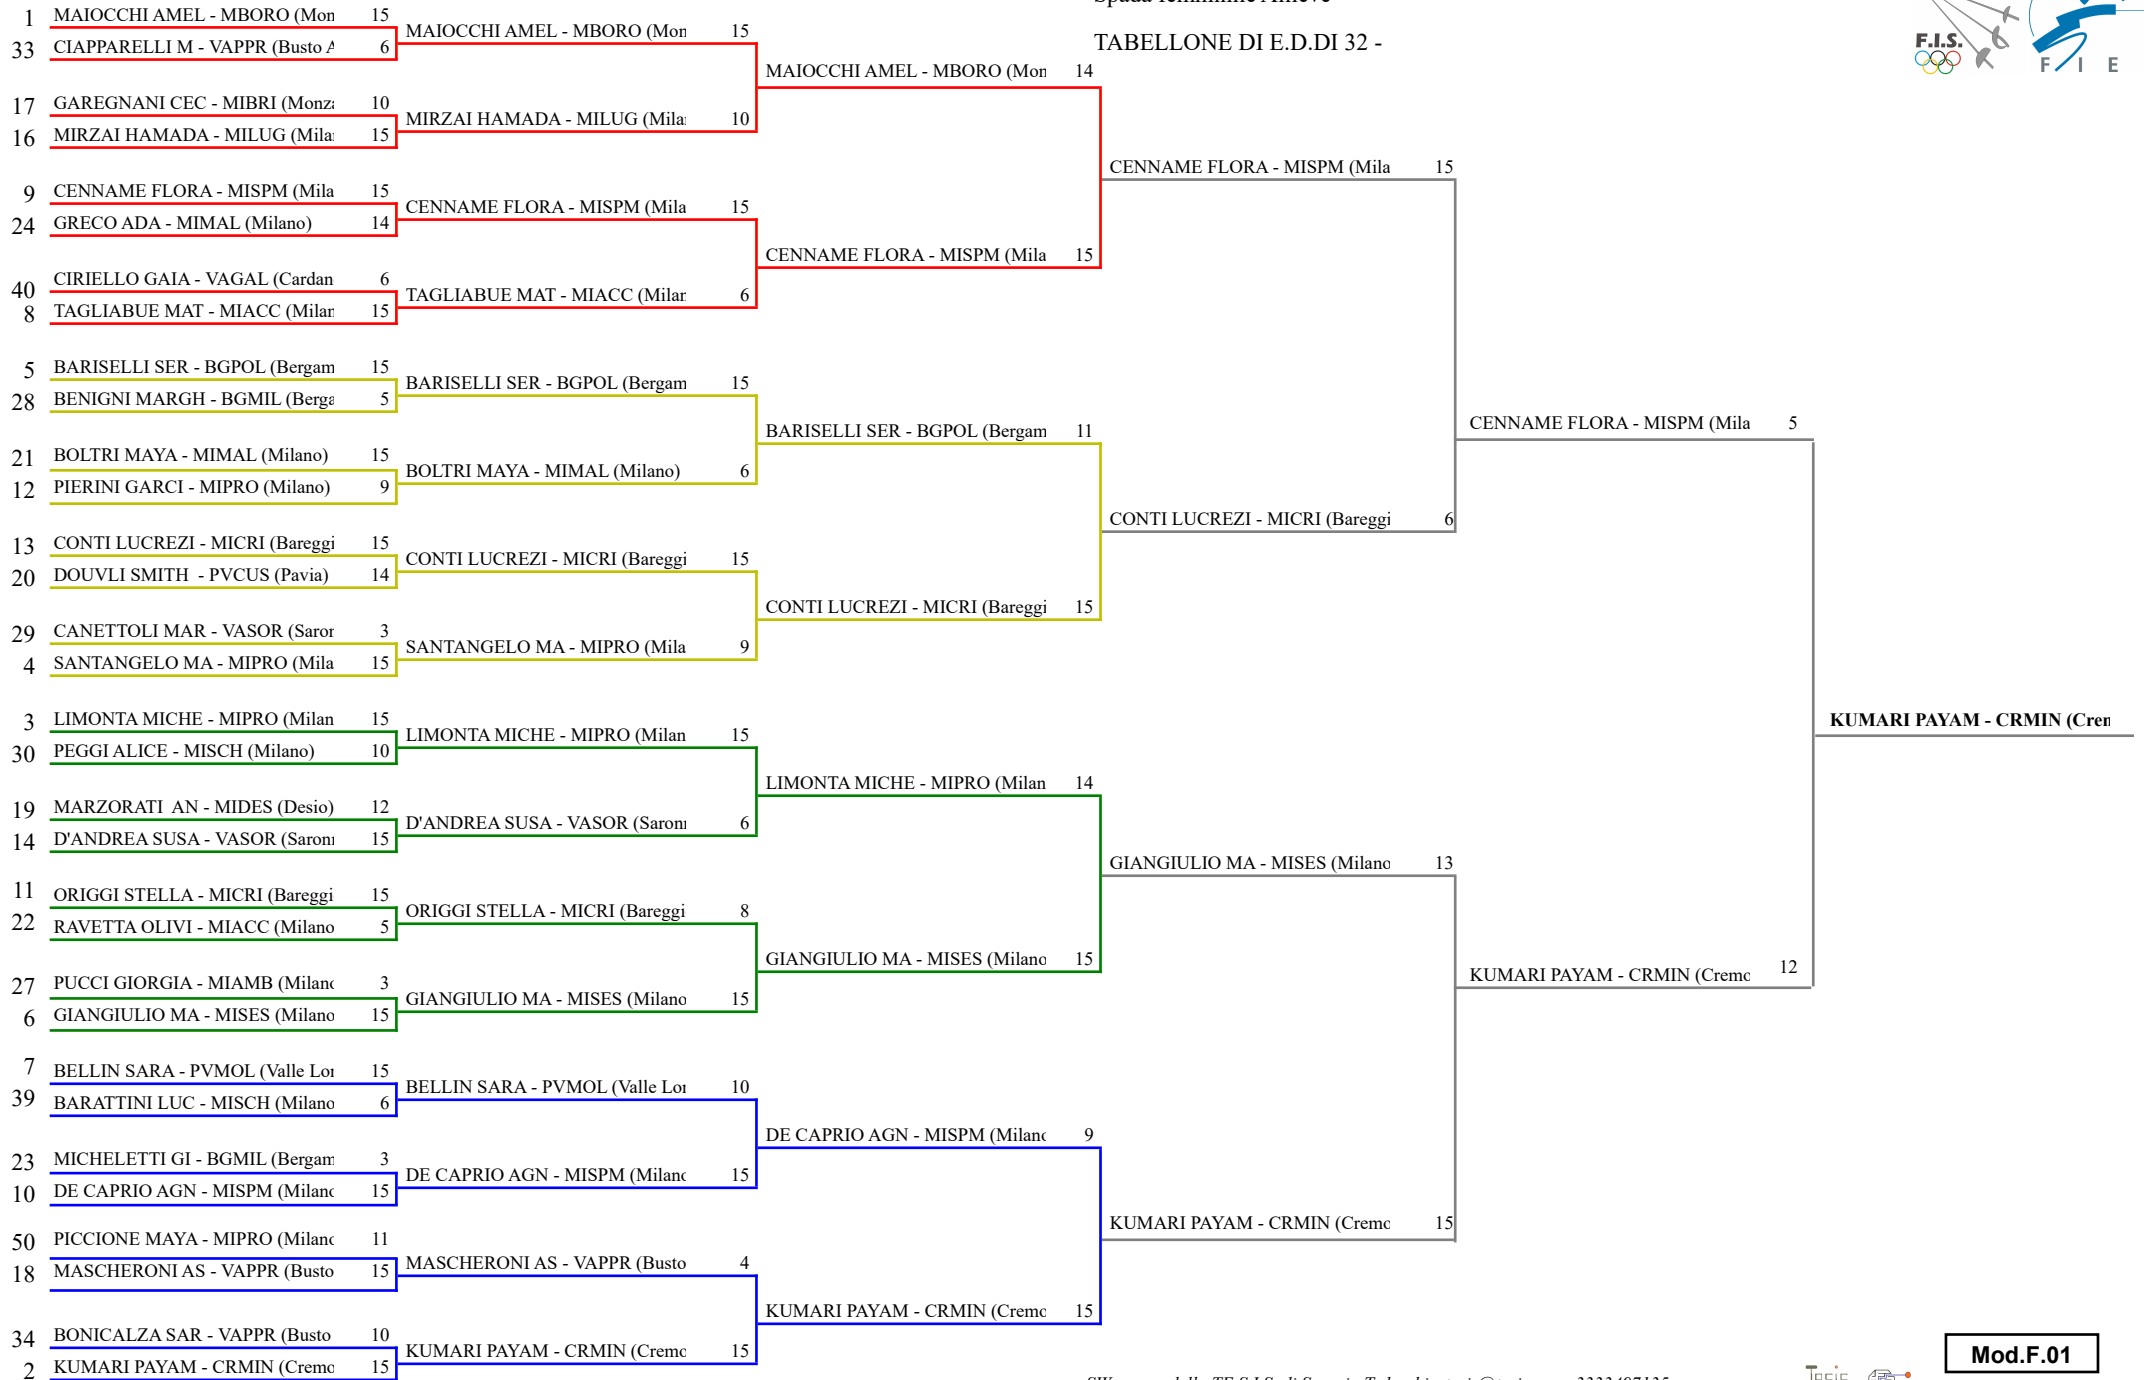 TABELLONE DI E.D.DI 32 -
F.I.S.
F I E
1 MAIOCCHI AMEL - MBORO (Mon 15
33 CIAPPARELLI M - VAPPR (Busto A 6
17 GAREGNANI CEC - MIBRI (Monza 10
16 MIRZAI HAMADA - MILUG (Mila 15
9 CENNAME FLORA - MISPM (Mila 15
24 GRECO ADA - MIMAL (Milano) 14
40 CIRIELLO GAIA - VAGAL (Cardan 6
8 TAGLIABUE MAT - MIACC (Milan 15
5 BARISELLI SER - BGPOL (Bergam 15
28 BENIGNI MARGH - BGMIL (Berga 5
21 BOLTRI MAYA - MIMAL (Milano) 15
12 PIERINI GARCI - MIPRO (Milano) 9
13 CONTI LUCREZI - MICRI (Bareggi 15
20 DOUVLI SMITH - PVCUS (Pavia) 14
29 CANETTOLI MAR - VASOR (Saron 3
4 SANTANGELO MA - MIPRO (Mila 15
3 LIMONTA MICHE - MIPRO (Milan 15
30 PEGGI ALICE - MISCH (Milano) 10
19 MARZORATI AN - MIDES (Desio) 12
14 D'ANDREA SUSA - VASOR (Saron 15
11 ORIGGI STELLA - MICRI (Bareggi 15
22 RAVETTA OLIVI - MIACC (Milano 5
27 PUCCI GIORGIA - MIAMB (Milano 3
6 GIANGIULIO MA - MISES (Milano 15
7 BELLIN SARA - PVMOL (Valle Lo 15
39 BARATTINI LUC - MISCH (Milano 6
23 MICHELETTI GI - BGMIL (Bergam 3
10 DE CAPRIO AGN - MISPM (Milano 15
50 PICCIONE MAYA - MIPRO (Milano 11
18 MASCHERONI AS - VAPPR (Busto 15
34 BONICALZA SAR - VAPPR (Busto 10
2 KUMARI PAYAM - CRMIN (Cremo 15
MAIOCCHI AMEL - MBORO (Mon 15
MIRZAI HAMADA - MILUG (Mila 10
CENNAME FLORA - MISPM (Mila 15
TAGLIABUE MAT - MIACC (Milan 6
BARISELLI SER - BGPOL (Bergam 15
BOLTRI MAYA - MIMAL (Milano) 6
CONTI LUCREZI - MICRI (Bareggi 15
SANTANGELO MA - MIPRO (Mila 9
LIMONTA MICHE - MIPRO (Milan 15
D'ANDREA SUSA - VASOR (Saron 6
ORIGGI STELLA - MICRI (Bareggi 8
GIANGIULIO MA - MISES (Milano 15
BELLIN SARA - PVMOL (Valle Lo 10
DE CAPRIO AGN - MISPM (Milano 15
MASCHERONI AS - VAPPR (Busto 4
KUMARI PAYAM - CRMIN (Cremo 15
MAIOCCHI AMEL - MBORO (Mon 14
CENNAME FLORA - MISPM (Mila 15
BARISELLI SER - BGPOL (Bergam 11
CONTI LUCREZI - MICRI (Bareggi 15
LIMONTA MICHE - MIPRO (Milan 14
GIANGIULIO MA - MISES (Milano 15
DE CAPRIO AGN - MISPM (Milano 9
KUMARI PAYAM - CRMIN (Cremo 15
CENNAME FLORA - MISPM (Mila 15
CONTI LUCREZI - MICRI (Bareggi 6
GIANGIULIO MA - MISES (Milano 13
KUMARI PAYAM - CRMIN (Cremo 15
CENNAME FLORA - MISPM (Mila 5
KUMARI PAYAM - CRMIN (Cremo 12
KUMARI PAYAM - CRMIN (Crem
Mod.F.01